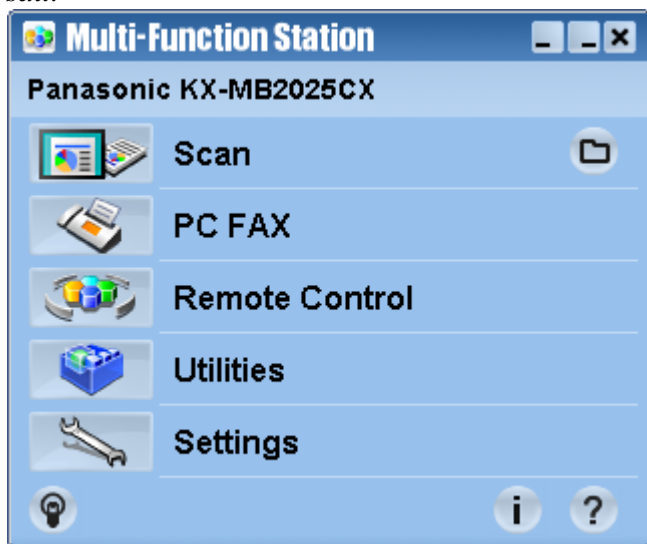 Multi-Function Station
Panasonic KX-MB2025CX
Scan
PC FAX
Remote Control
Utilities
Settings
i ?